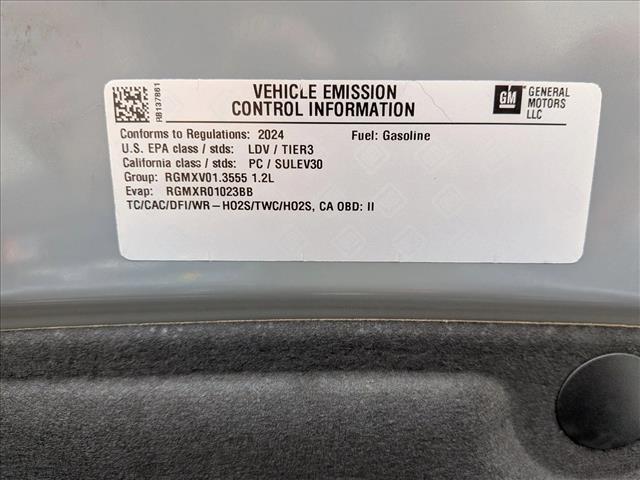 RB137861
VEHICLE EMISSION
CONTROL INFORMATION
GM
GENERAL
MOTORS
LLC
Conforms to Regulations: 2024 Fuel: Gasoline
U.S. EPA class / stds: LDV / TIER3
California class / stds: PC / SULEV30
Group: RGMXV01.3555 1.2L
Evap: RGMXR01023BB
TC/CAC/DFI/WR-HO2S/TWC/HO2S, CA OBD: II